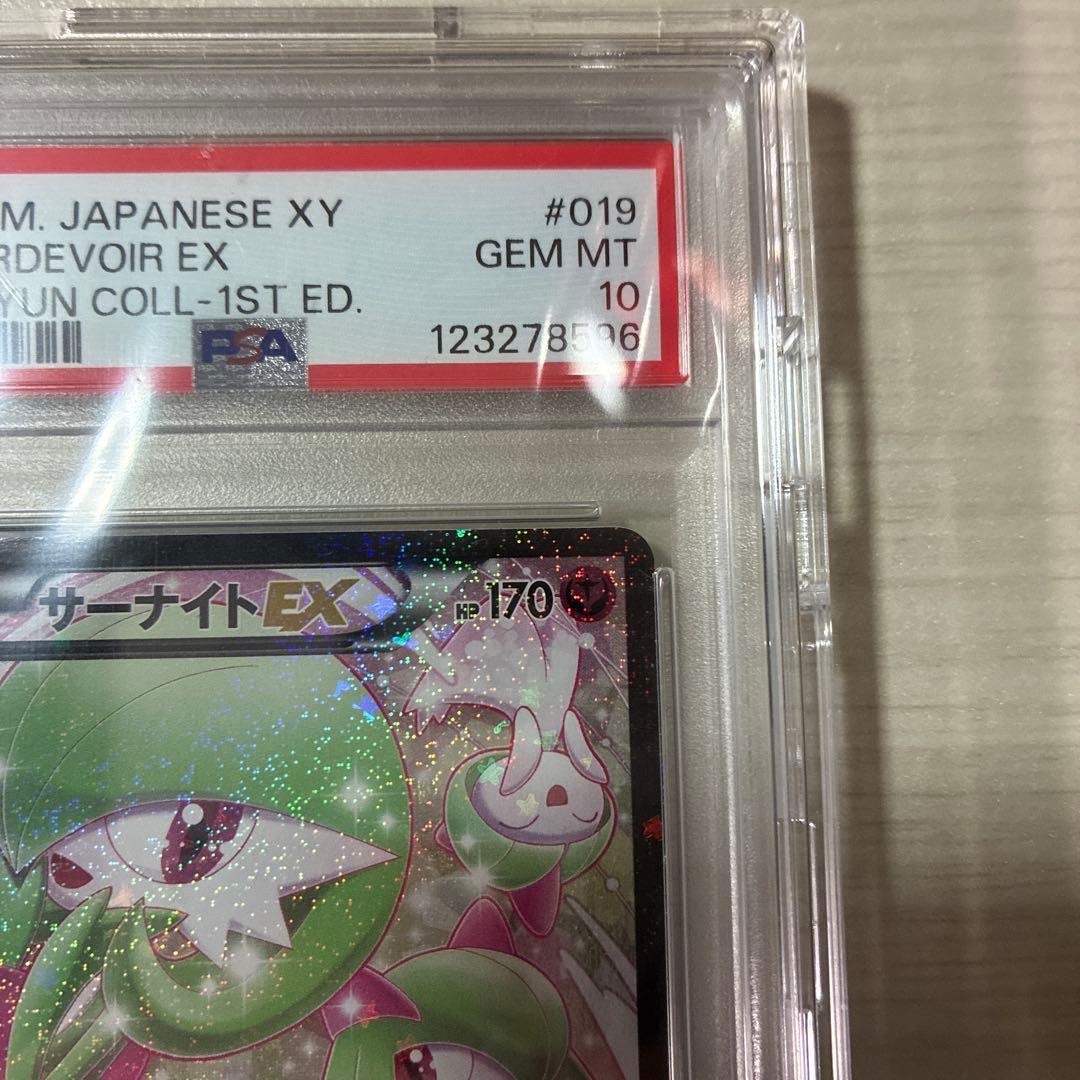 M. JAPANESE XY #019
RDEVOIR EX GEM MT
YUN COLL-1ST ED. 10
PSA 123278596
サーナイトEX HP170